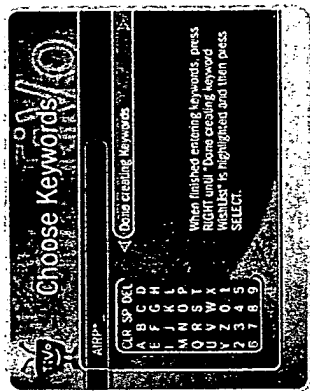 TiVo
Choose Keywords
AIRP*
Done creating Keywords
CLR SP DEL
A B C D
E F G H
I J K L
M N O P
Q R S T
U V W X
Y Z 0 1
2 3 4 5
6 7 8 9
When finished entering keywords, press
RIGHT until "Done creating keyword
WishList" is highlighted and then press
SELECT.